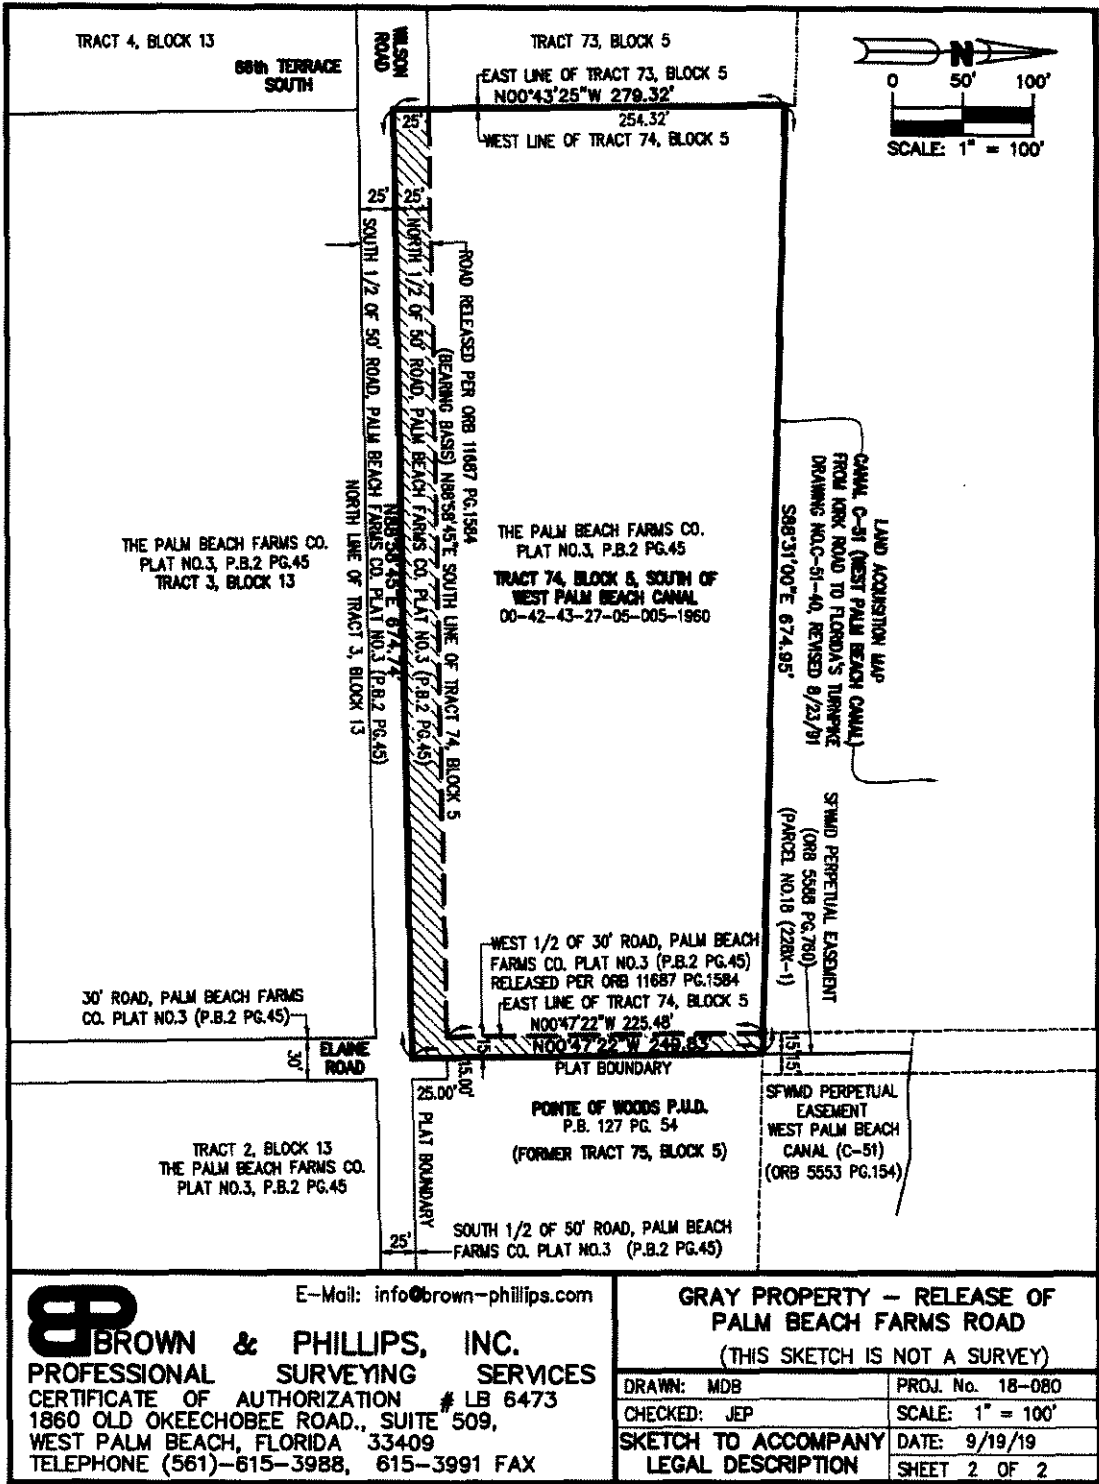 TRACT 4, BLOCK 13
66th TERRACE
SOUTH
WILSON
ROAD
TRACT 73, BLOCK 5
EAST LINE OF TRACT 73, BLOCK 5
N00°43'25"W 279.32'
25'
254.32'
WEST LINE OF TRACT 74, BLOCK 5
N
0 50' 100'
SCALE: 1" = 100'
25' 25'
SOUTH 1/2 OF 50' ROAD, PALM BEACH FARMS CO. PLAT NO.3 (P.B.2 PG.45)
NORTH LINE OF TRACT 3, BLOCK 13
N88°58'45"E 674.74'
NORTH 1/2 OF 50' ROAD, PALM BEACH FARMS CO. PLAT NO.3 (P.B.2 PG.45)
ROAD RELEASED PER ORB 11687 PG.1584
(BEARING BASIS) N88°58'45"E SOUTH LINE OF TRACT 74, BLOCK 5
THE PALM BEACH FARMS CO.
PLAT NO.3, P.B.2 PG.45
TRACT 3, BLOCK 13
THE PALM BEACH FARMS CO.
PLAT NO.3, P.B.2 PG.45
TRACT 74, BLOCK 5, SOUTH OF
WEST PALM BEACH CANAL
00-42-43-27-05-005-1960
S88°31'00"E 674.95'
LAND ACQUISITION MAP
CANAL C-51 (WEST PALM BEACH CANAL)
FROM KIRK ROAD TO FLORIDA'S TURNPIKE
DRAWING NO.C-51-40, REVISED 8/23/91
SFWMD PERPETUAL EASEMENT
(ORB 5588 PG.760)
(PARCEL NO.18 (228X-1)
WEST 1/2 OF 30' ROAD, PALM BEACH
FARMS CO. PLAT NO.3 (P.B.2 PG.45)
RELEASED PER ORB 11687 PG.1584
EAST LINE OF TRACT 74, BLOCK 5
N00°47'22"W 225.48'
15'
N00°47'22"W 249.83'
PLAT BOUNDARY
15' 15'
30' ROAD, PALM BEACH FARMS
CO. PLAT NO.3 (P.B.2 PG.45)
30'
ELAINE
ROAD
25.00'
15.00'
PLAT BOUNDARY
POINTE OF WOODS P.U.D.
P.B. 127 PG. 54
(FORMER TRACT 75, BLOCK 5)
SFWMD PERPETUAL
EASEMENT
WEST PALM BEACH
CANAL (C-51)
(ORB 5553 PG.154)
TRACT 2, BLOCK 13
THE PALM BEACH FARMS CO.
PLAT NO.3, P.B.2 PG.45
25'
SOUTH 1/2 OF 50' ROAD, PALM BEACH
FARMS CO. PLAT NO.3 (P.B.2 PG.45)
BP
E-Mail: info@brown-phillips.com
BROWN & PHILLIPS, INC.
PROFESSIONAL SURVEYING SERVICES
CERTIFICATE OF AUTHORIZATION # LB 6473
1860 OLD OKEECHOBEE ROAD., SUITE 509,
WEST PALM BEACH, FLORIDA 33409
TELEPHONE (561)-615-3988, 615-3991 FAX
GRAY PROPERTY - RELEASE OF
PALM BEACH FARMS ROAD
(THIS SKETCH IS NOT A SURVEY)
DRAWN: MDB
PROJ. No. 18-080
CHECKED: JEP
SCALE: 1" = 100'
SKETCH TO ACCOMPANY
LEGAL DESCRIPTION
DATE: 9/19/19
SHEET 2 OF 2